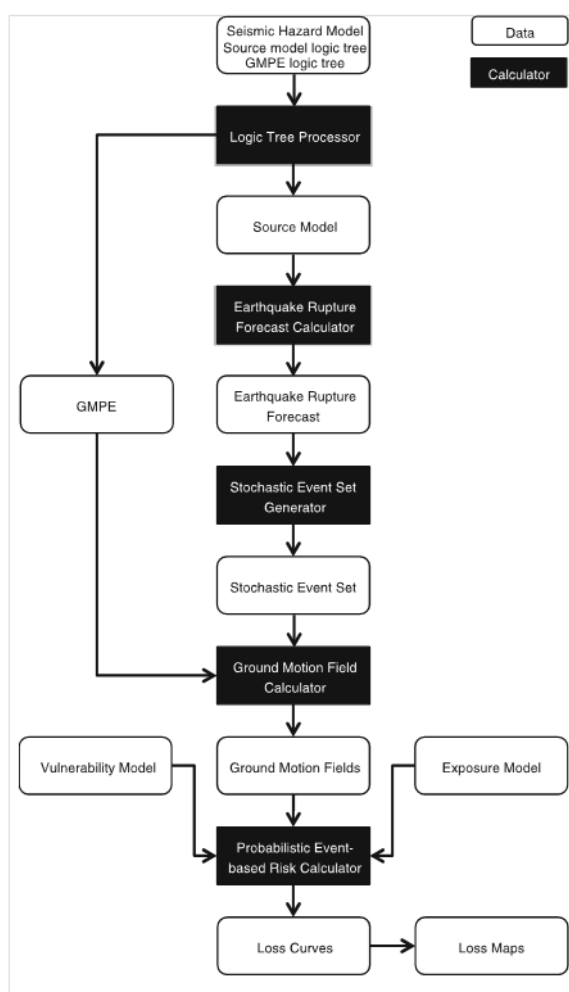 Seismic Hazard Model
Source model logic tree
GMPE logic tree
Data
Calculator
Logic Tree Processor
Source Model
Earthquake Rupture
Forecast Calculator
GMPE
Earthquake Rupture
Forecast
Stochastic Event Set
Generator
Stochastic Event Set
Ground Motion Field
Calculator
Vulnerability Model
Ground Motion Fields
Exposure Model
Probabilistic Event-
based Risk Calculator
Loss Curves
Loss Maps